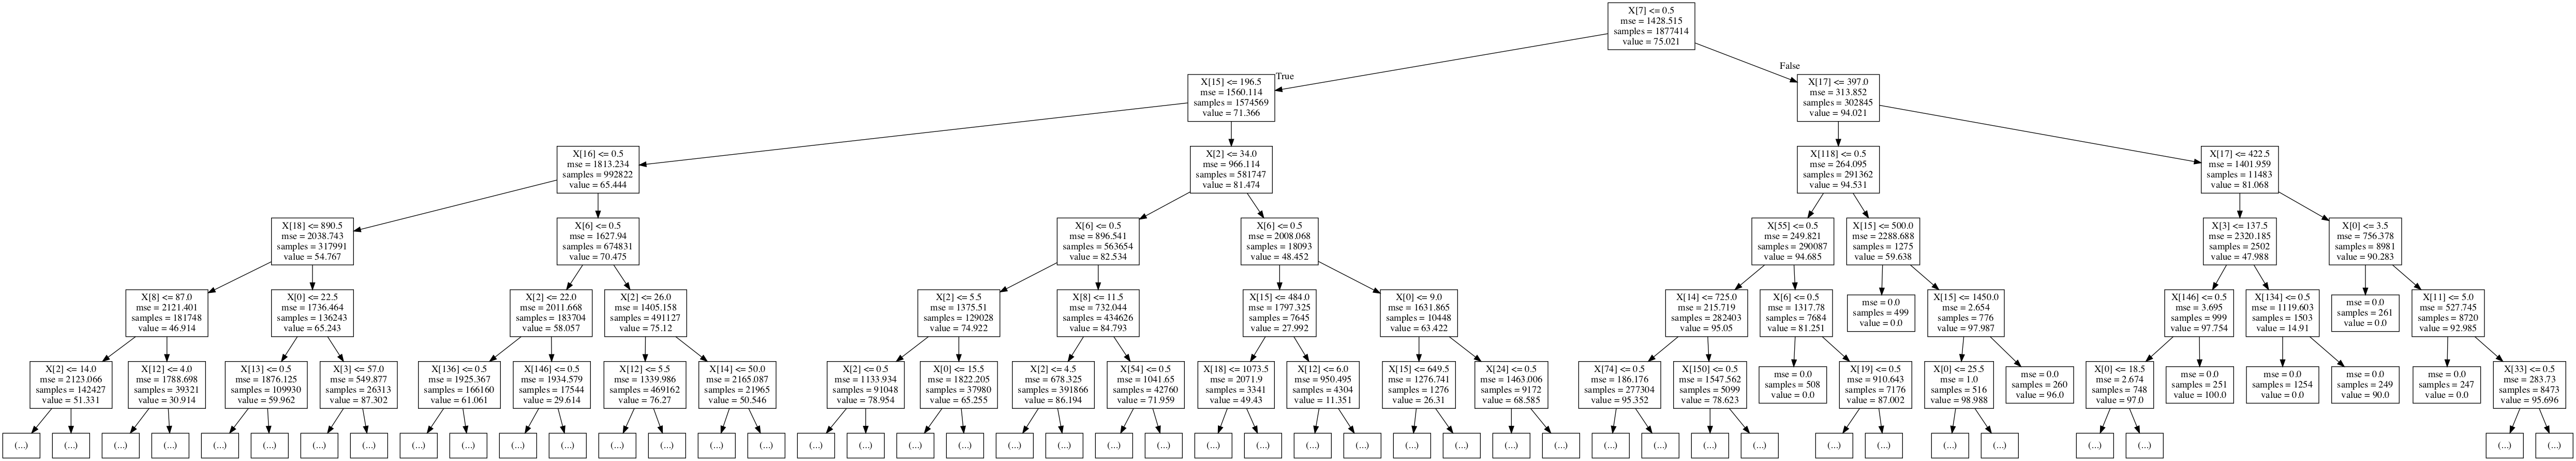 X[7] <= 0.5
mse = 1428.515
samples = 1877414
value = 75.021
True
False
X[15] <= 196.5
mse = 1560.114
samples = 1574569
value = 71.366
X[17] <= 397.0
mse = 313.852
samples = 302845
value = 94.021
X[16] <= 0.5
mse = 1813.234
samples = 992822
value = 65.444
X[2] <= 34.0
mse = 966.114
samples = 581747
value = 81.474
X[118] <= 0.5
mse = 264.095
samples = 291362
value = 94.531
X[17] <= 422.5
mse = 1401.959
samples = 11483
value = 81.068
X[18] <= 890.5
mse = 2038.743
samples = 317991
value = 54.767
X[6] <= 0.5
mse = 1627.94
samples = 674831
value = 70.475
X[6] <= 0.5
mse = 896.541
samples = 563654
value = 82.534
X[6] <= 0.5
mse = 2008.068
samples = 18093
value = 48.452
X[55] <= 0.5
mse = 249.821
samples = 290087
value = 94.685
X[15] <= 500.0
mse = 2288.688
samples = 1275
value = 59.638
X[3] <= 137.5
mse = 2320.185
samples = 2502
value = 47.988
X[0] <= 3.5
mse = 756.378
samples = 8981
value = 90.283
X[8] <= 87.0
mse = 2121.401
samples = 181748
value = 46.914
X[0] <= 22.5
mse = 1736.464
samples = 136243
value = 65.243
X[2] <= 22.0
mse = 2011.668
samples = 183704
value = 58.057
X[2] <= 26.0
mse = 1405.158
samples = 491127
value = 75.12
X[2] <= 5.5
mse = 1375.51
samples = 129028
value = 74.922
X[8] <= 11.5
mse = 732.044
samples = 434626
value = 84.793
X[15] <= 484.0
mse = 1797.325
samples = 7645
value = 27.992
X[0] <= 9.0
mse = 1631.865
samples = 10448
value = 63.422
X[14] <= 725.0
mse = 215.719
samples = 282403
value = 95.05
X[6] <= 0.5
mse = 1317.78
samples = 7684
value = 81.251
mse = 0.0
samples = 499
value = 0.0
X[15] <= 1450.0
mse = 2.654
samples = 776
value = 97.987
X[146] <= 0.5
mse = 3.695
samples = 999
value = 97.754
X[134] <= 0.5
mse = 1119.603
samples = 1503
value = 14.91
mse = 0.0
samples = 261
value = 0.0
X[11] <= 5.0
mse = 527.745
samples = 8720
value = 92.985
X[2] <= 14.0
mse = 2123.066
samples = 142427
value = 51.331
X[12] <= 4.0
mse = 1788.698
samples = 39321
value = 30.914
X[13] <= 0.5
mse = 1876.125
samples = 109930
value = 59.962
X[3] <= 57.0
mse = 549.877
samples = 26313
value = 87.302
X[136] <= 0.5
mse = 1925.367
samples = 166160
value = 61.061
X[146] <= 0.5
mse = 1934.579
samples = 17544
value = 29.614
X[12] <= 5.5
mse = 1339.986
samples = 469162
value = 76.27
X[14] <= 50.0
mse = 2165.087
samples = 21965
value = 50.546
X[2] <= 0.5
mse = 1133.934
samples = 91048
value = 78.954
X[0] <= 15.5
mse = 1822.205
samples = 37980
value = 65.255
X[2] <= 4.5
mse = 678.325
samples = 391866
value = 86.194
X[54] <= 0.5
mse = 1041.65
samples = 42760
value = 71.959
X[18] <= 1073.5
mse = 2071.9
samples = 3341
value = 49.43
X[12] <= 6.0
mse = 950.495
samples = 4304
value = 11.351
X[15] <= 649.5
mse = 1276.741
samples = 1276
value = 26.31
X[24] <= 0.5
mse = 1463.006
samples = 9172
value = 68.585
X[74] <= 0.5
mse = 186.176
samples = 277304
value = 95.352
X[150] <= 0.5
mse = 1547.562
samples = 5099
value = 78.623
mse = 0.0
samples = 508
value = 0.0
X[19] <= 0.5
mse = 910.643
samples = 7176
value = 87.002
X[0] <= 25.5
mse = 1.0
samples = 516
value = 98.988
mse = 0.0
samples = 260
value = 96.0
X[0] <= 18.5
mse = 2.674
samples = 748
value = 97.0
mse = 0.0
samples = 251
value = 100.0
mse = 0.0
samples = 1254
value = 0.0
mse = 0.0
samples = 249
value = 90.0
mse = 0.0
samples = 247
value = 0.0
X[33] <= 0.5
mse = 283.73
samples = 8473
value = 95.696
(...) (...) (...) (...) (...) (...) (...) (...) (...) (...) (...) (...) (...) (...) (...) (...) (...) (...) (...) (...) (...) (...) (...) (...) (...) (...) (...) (...) (...) (...) (...) (...) (...) (...) (...) (...) (...) (...) (...) (...) (...) (...) (...) (...)